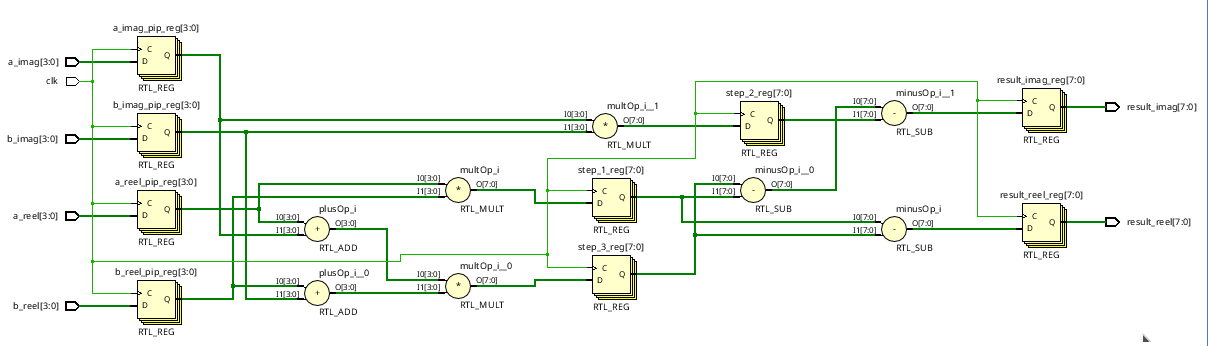 a_imag_pip_reg[3:0]
a_imag[3:0]
C
D
Q
clk
RTL_REG
b_imag_pip_reg[3:0]
b_imag[3:0]
C
D
Q
RTL_REG
a_reel_pip_reg[3:0]
a_reel[3:0]
C
D
Q
RTL_REG
b_reel_pip_reg[3:0]
b_reel[3:0]
C
D
Q
RTL_REG
plusOp_i
I0[3:0]
I1[3:0]
+
O[3:0]
RTL_ADD
plusOp_i__0
I0[3:0]
I1[3:0]
+
O[3:0]
RTL_ADD
multOp_i
I0[3:0]
I1[3:0]
*
O[7:0]
RTL_MULT
multOp_i__0
I0[3:0]
I1[3:0]
*
O[7:0]
RTL_MULT
multOp_i__1
I0[3:0]
I1[3:0]
*
O[7:0]
RTL_MULT
step_1_reg[7:0]
C
D
Q
RTL_REG
step_3_reg[7:0]
C
D
Q
RTL_REG
step_2_reg[7:0]
C
D
Q
RTL_REG
minusOp_i__0
I0[7:0]
I1[7:0]
-
O[7:0]
RTL_SUB
minusOp_i__1
I0[7:0]
I1[7:0]
-
O[7:0]
RTL_SUB
minusOp_i
I0[7:0]
I1[7:0]
-
O[7:0]
RTL_SUB
result_imag_reg[7:0]
C
D
Q
RTL_REG
result_imag[7:0]
result_reel_reg[7:0]
C
D
Q
RTL_REG
result_reel[7:0]